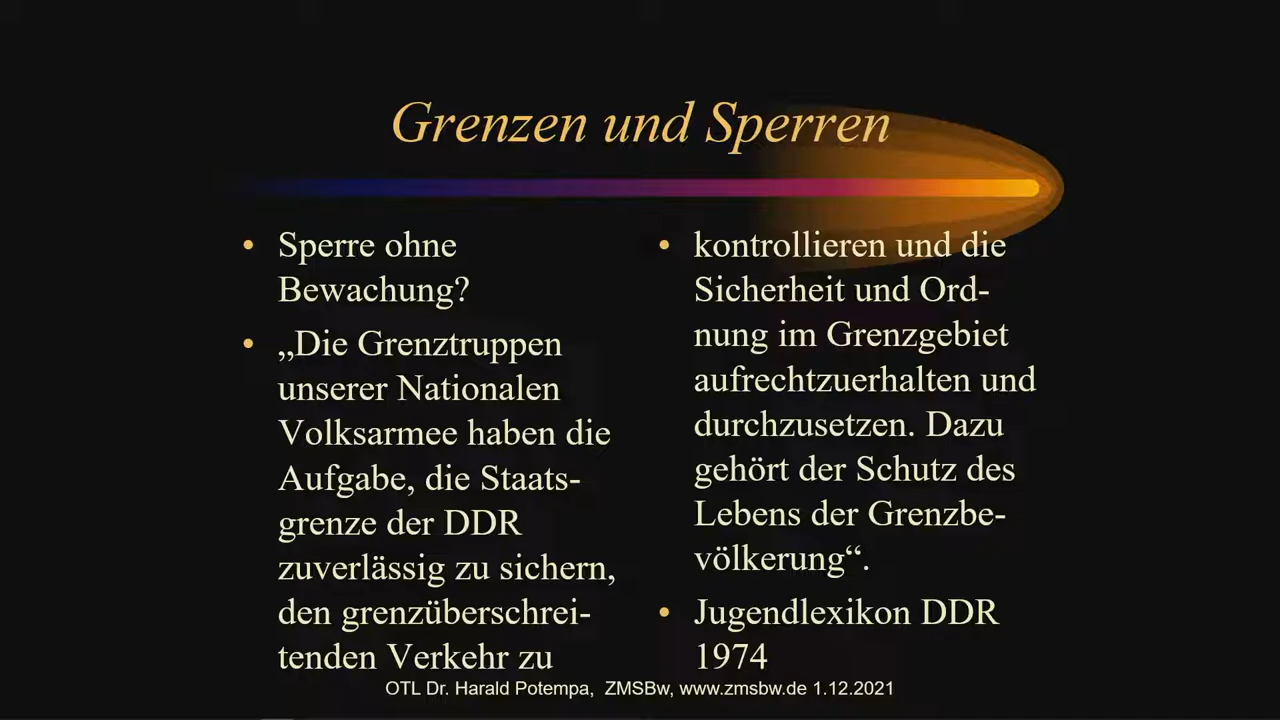 Grenzen und Sperren
• Sperre ohne
Bewachung?
• „Die Grenztruppen
unserer Nationalen
Volksarmee haben die
Aufgabe, die Staats-
grenze der DDR
zuverlässig zu sichern,
den grenzüberschrei-
tenden Verkehr zu
• kontrollieren und die
Sicherheit und Ord-
nung im Grenzgebiet
aufrechtzuerhalten und
durchzusetzen. Dazu
gehört der Schutz des
Lebens der Grenzbe-
völkerung“.
• Jugendlexikon DDR
1974
OTL Dr. Harald Potempa, ZMSBw, www.zmsbw.de 1.12.2021